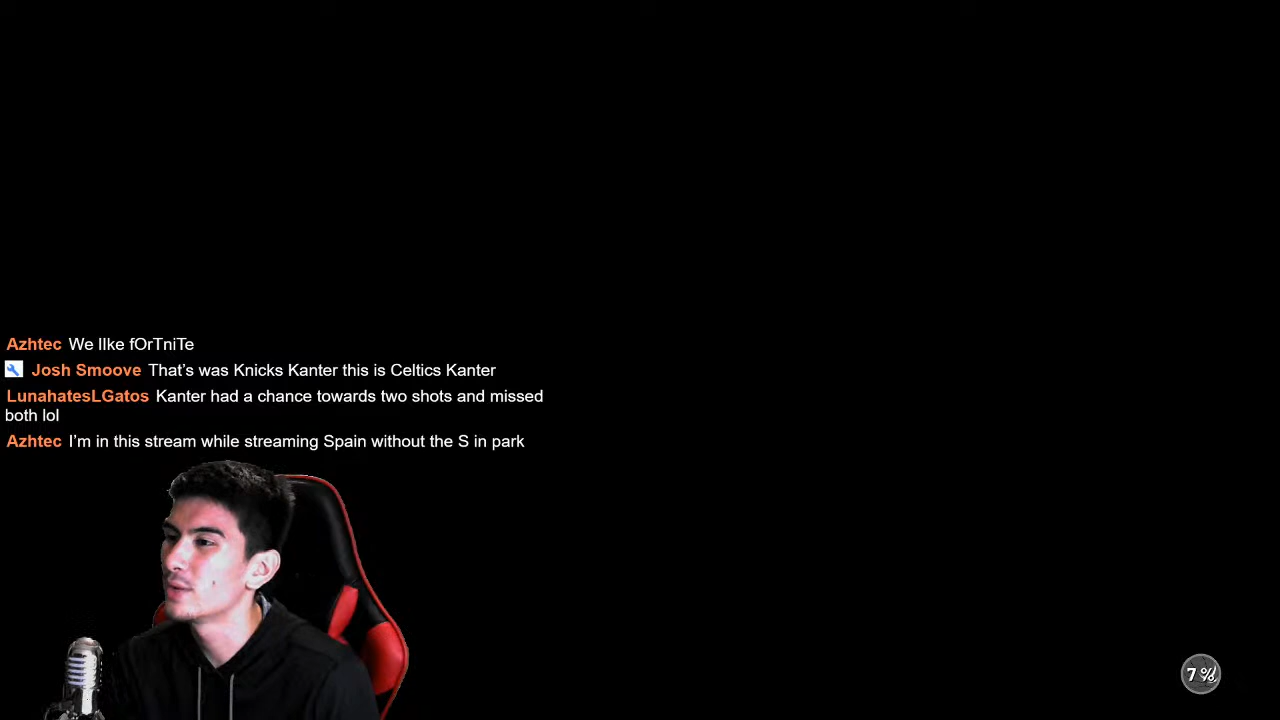 Azhtec We lIke fOrTniTe
Josh Smoove That’s was Knicks Kanter this is Celtics Kanter
LunahatesLGatos Kanter had a chance towards two shots and missed
both lol
Azhtec I’m in this stream while streaming Spain without the S in park
7%